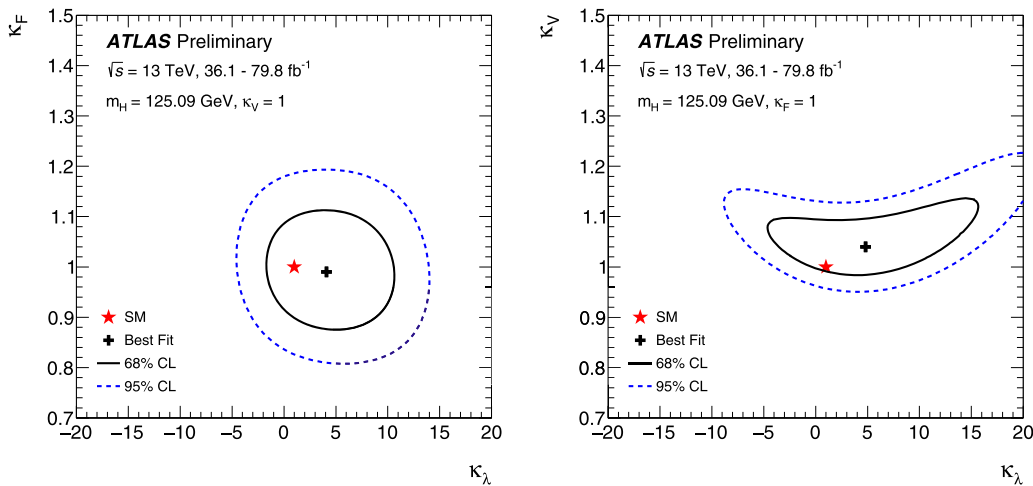 κF
1.5
1.4
1.3
1.2
1.1
1
0.9
0.8
0.7
ATLAS Preliminary
√s = 13 TeV, 36.1 - 79.8 fb-1
mH = 125.09 GeV, κV = 1
SM
Best Fit
68% CL
95% CL
−20 −15 −10 −5 0 5 10 15 20
κλ
κV
1.5
1.4
1.3
1.2
1.1
1
0.9
0.8
0.7
ATLAS Preliminary
√s = 13 TeV, 36.1 - 79.8 fb-1
mH = 125.09 GeV, κF = 1
SM
Best Fit
68% CL
95% CL
−20 −15 −10 −5 0 5 10 15 20
κλ